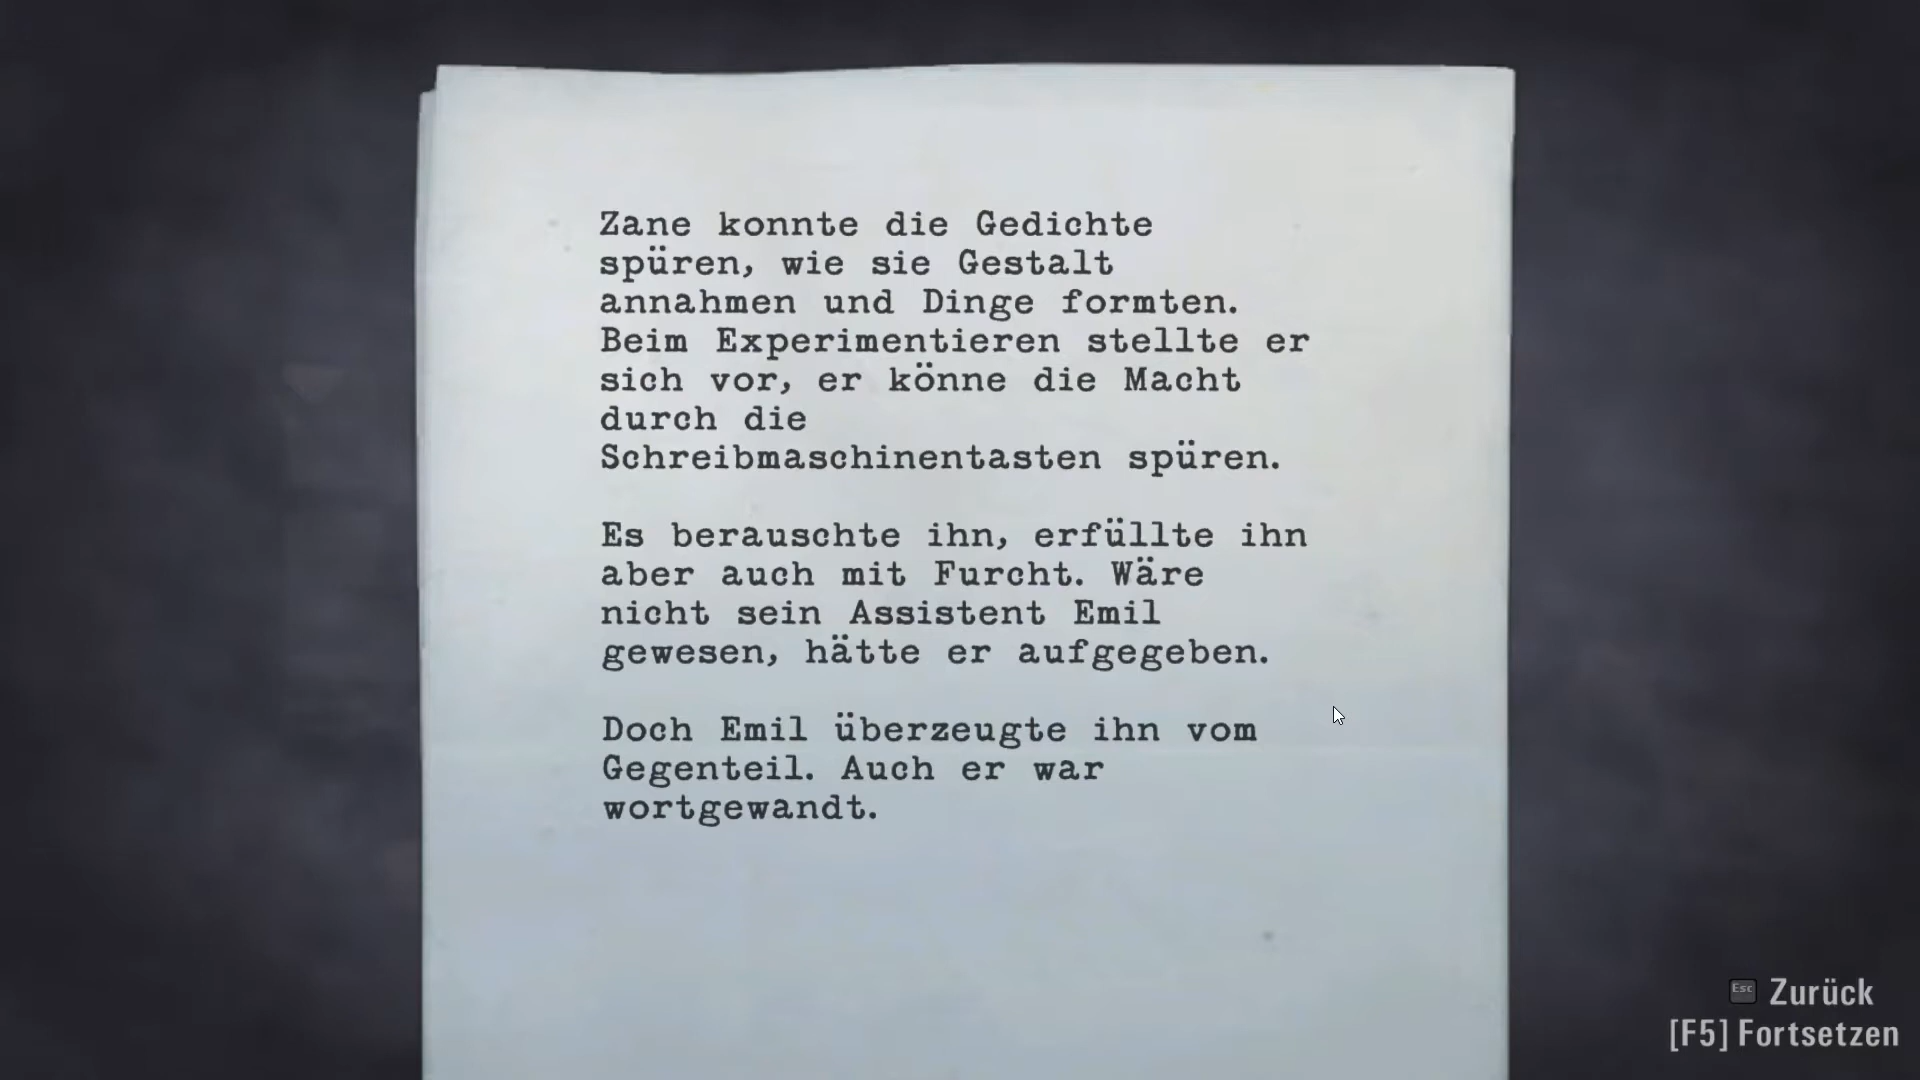 Zane konnte die Gedichte
spüren, wie sie Gestalt
annahmen und Dinge formten.
Beim Experimentieren stellte er
sich vor, er könne die Macht
durch die
Schreibmaschinentasten spüren.
Es berauschte ihn, erfüllte ihn
aber auch mit Furcht. Wäre
nicht sein Assistent Emil
gewesen, hätte er aufgegeben.
Doch Emil überzeugte ihn vom
Gegenteil. Auch er war
wortgewandt.
Esc Zurück
[F5] Fortsetzen